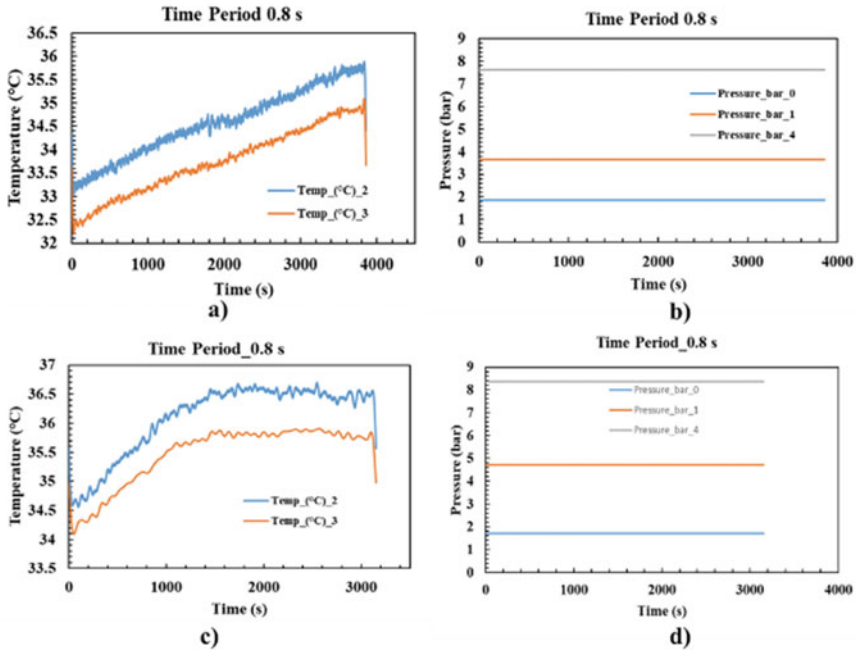 Time Period 0.8 s
36.5
36
35.5
35
34.5
34
33.5
33
32.5
32
Temperature (°C)
Temp_(°C)_2
Temp_(°C)_3
0
1000
2000
3000
4000
Time (s)
a)
Time Period 0.8 s
9
8
7
6
5
4
3
2
1
0
Pressure (bar)
Pressure_bar_0
Pressure_bar_1
Pressure_bar_4
0
1000
2000
3000
4000
Time (s)
b)
Time Period_0.8 s
37
36.5
36
35.5
35
34.5
34
33.5
Temperature (°C)
Temp_(°C)_2
Temp_(°C)_3
0
1000
2000
3000
Time (s)
c)
Time Period_0.8 s
9
8
7
6
5
4
3
2
1
0
Pressure (bar)
Pressure_bar_0
Pressure_bar_1
Pressure_bar_4
0
1000
2000
3000
4000
Time (s)
d)